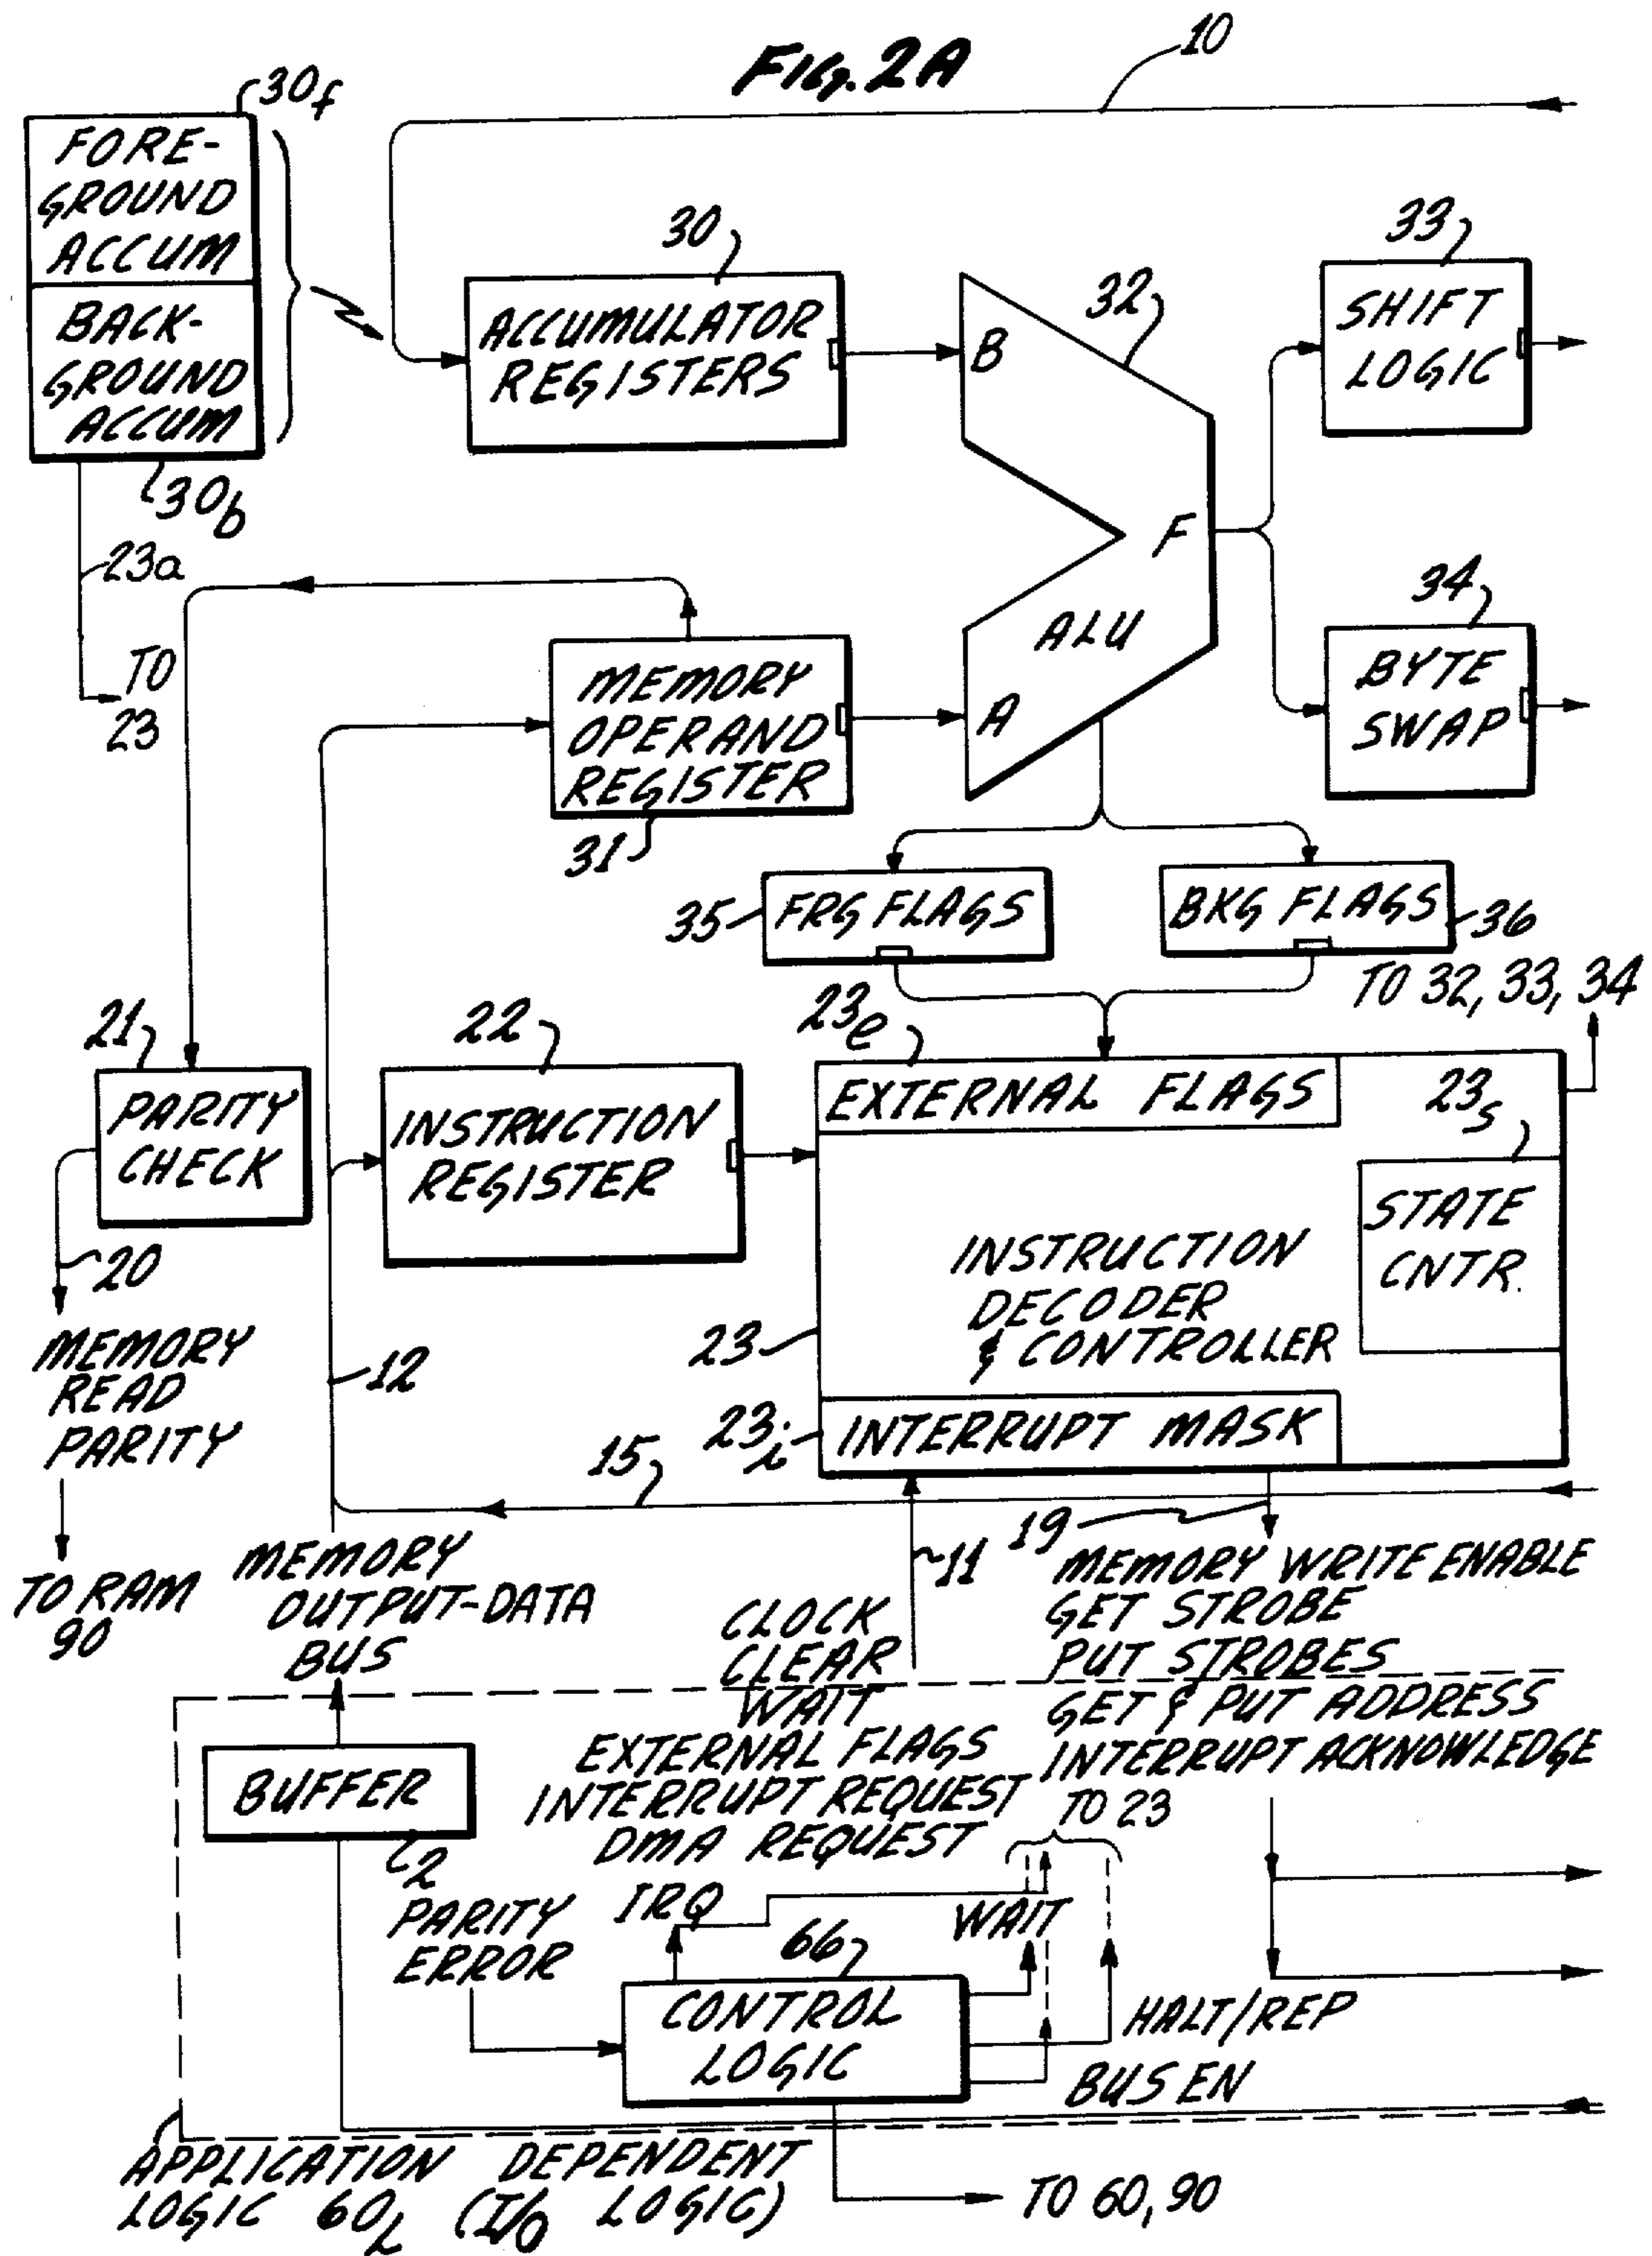 FIG. 2A
10
30f
FORE-
GROUND
ACCUM
BACK-
GROUND
ACCUM
30b
23a
TO
23
30
ACCUMULATOR
REGISTERS
B
32
F
ALU
A
33
SHIFT
LOGIC
34
BYTE
SWAP
MEMORY
OPERAND
REGISTER
31
35
FRG FLAGS
BKG FLAGS
36
TO 32, 33, 34
21
PARITY
CHECK
20
MEMORY
READ
PARITY
TO RAM
90
22
INSTRUCTION
REGISTER
23e
EXTERNAL FLAGS
23s
STATE
CNTR.
INSTRUCTION
DECODER
& CONTROLLER
23
23i
INTERRUPT MASK
12
15
MEMORY
OUTPUT-DATA
BUS
11
CLOCK
CLEAR
WAIT
EXTERNAL FLAGS
INTERRUPT REQUEST
DMA REQUEST
19
MEMORY WRITE ENABLE
GET STROBE
PUT STROBES
GET & PUT ADDRESS
INTERRUPT ACKNOWLEDGE
TO 23
BUFFER
2
PARITY
ERROR
IRQ
WAIT
66
CONTROL
LOGIC
HALT/REP
BUS EN
APPLICATION DEPENDENT
LOGIC 60L (I/O LOGIC)
TO 60, 90